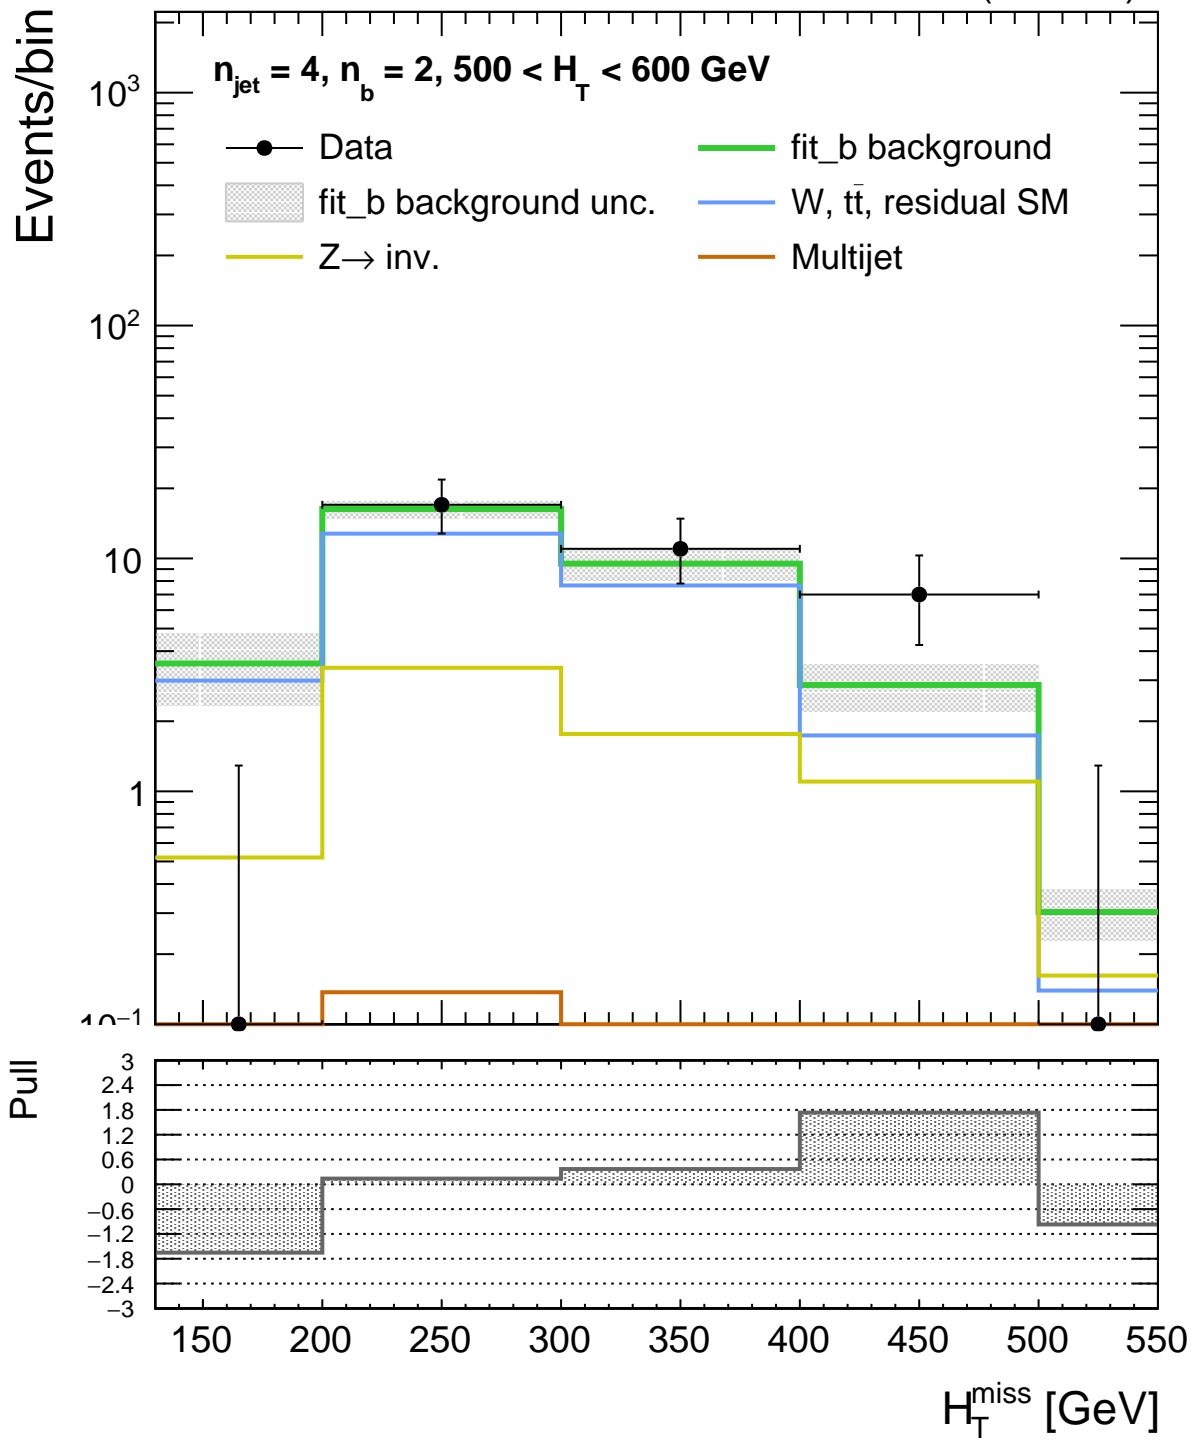 Events/bin
n_jet = 4, n_b = 2, 500 < H_T < 600 GeV
Data
fit_b background
fit_b background unc.
W, tt̄, residual SM
Z→ inv.
Multijet
10³
10²
10
1
10⁻¹
Pull
3
2.4
1.8
1.2
0.6
0
−0.6
−1.2
−1.8
−2.4
−3
150 200 250 300 350 400 450 500 550
H_T^miss [GeV]